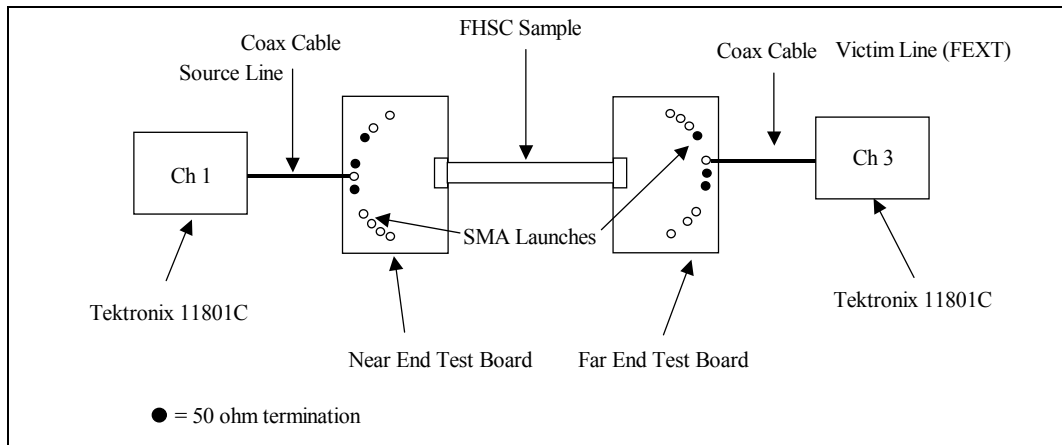 FHSC Sample
Coax Cable
Source Line
Coax Cable
Victim Line (FEXT)
Ch 1
Ch 3
SMA Launches
Tektronix 11801C
Tektronix 11801C
Near End Test Board
Far End Test Board
= 50 ohm termination